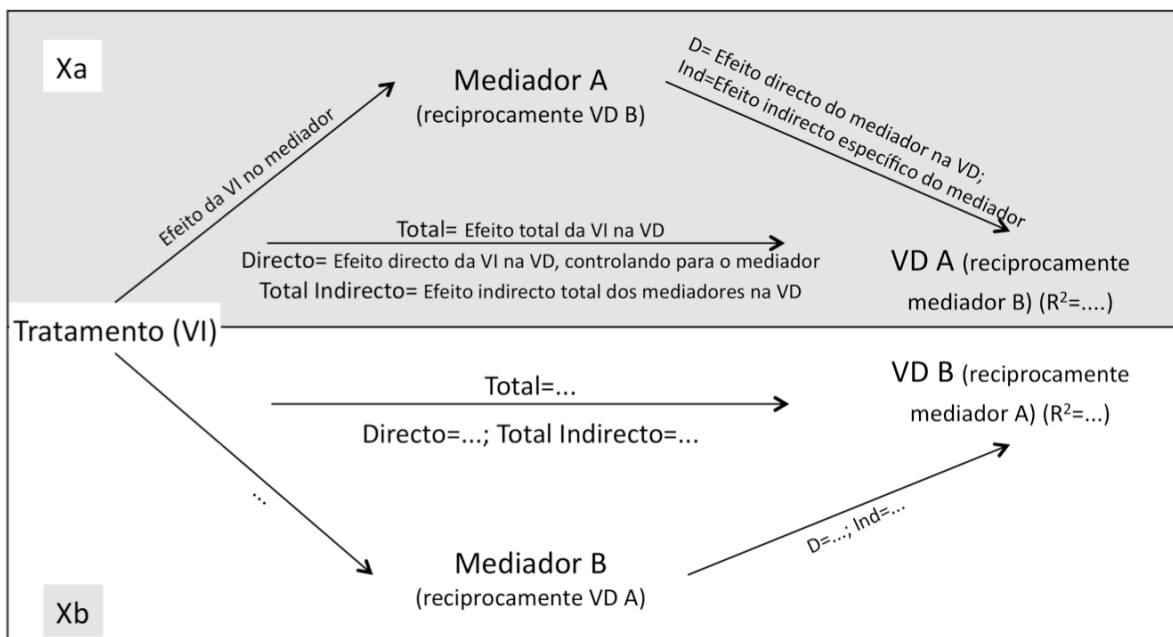 Xa
Mediador A
(reciprocamente VD B)
Efeito da VI no mediador
D= Efeito directo do mediador na VD;
Ind=Efeito indirecto específico do mediador
Total= Efeito total da VI na VD
Directo= Efeito directo da VI na VD, controlando para o mediador
Total Indirecto= Efeito indirecto total dos mediadores na VD
VD A (reciprocamente
mediador B) (R²=....)
Tratamento (VI)
VD B (reciprocamente
mediador A) (R²=...)
Total=...
Directo=...; Total Indirecto=...
...
D=...; Ind=...
Mediador B
(reciprocamente VD A)
Xb